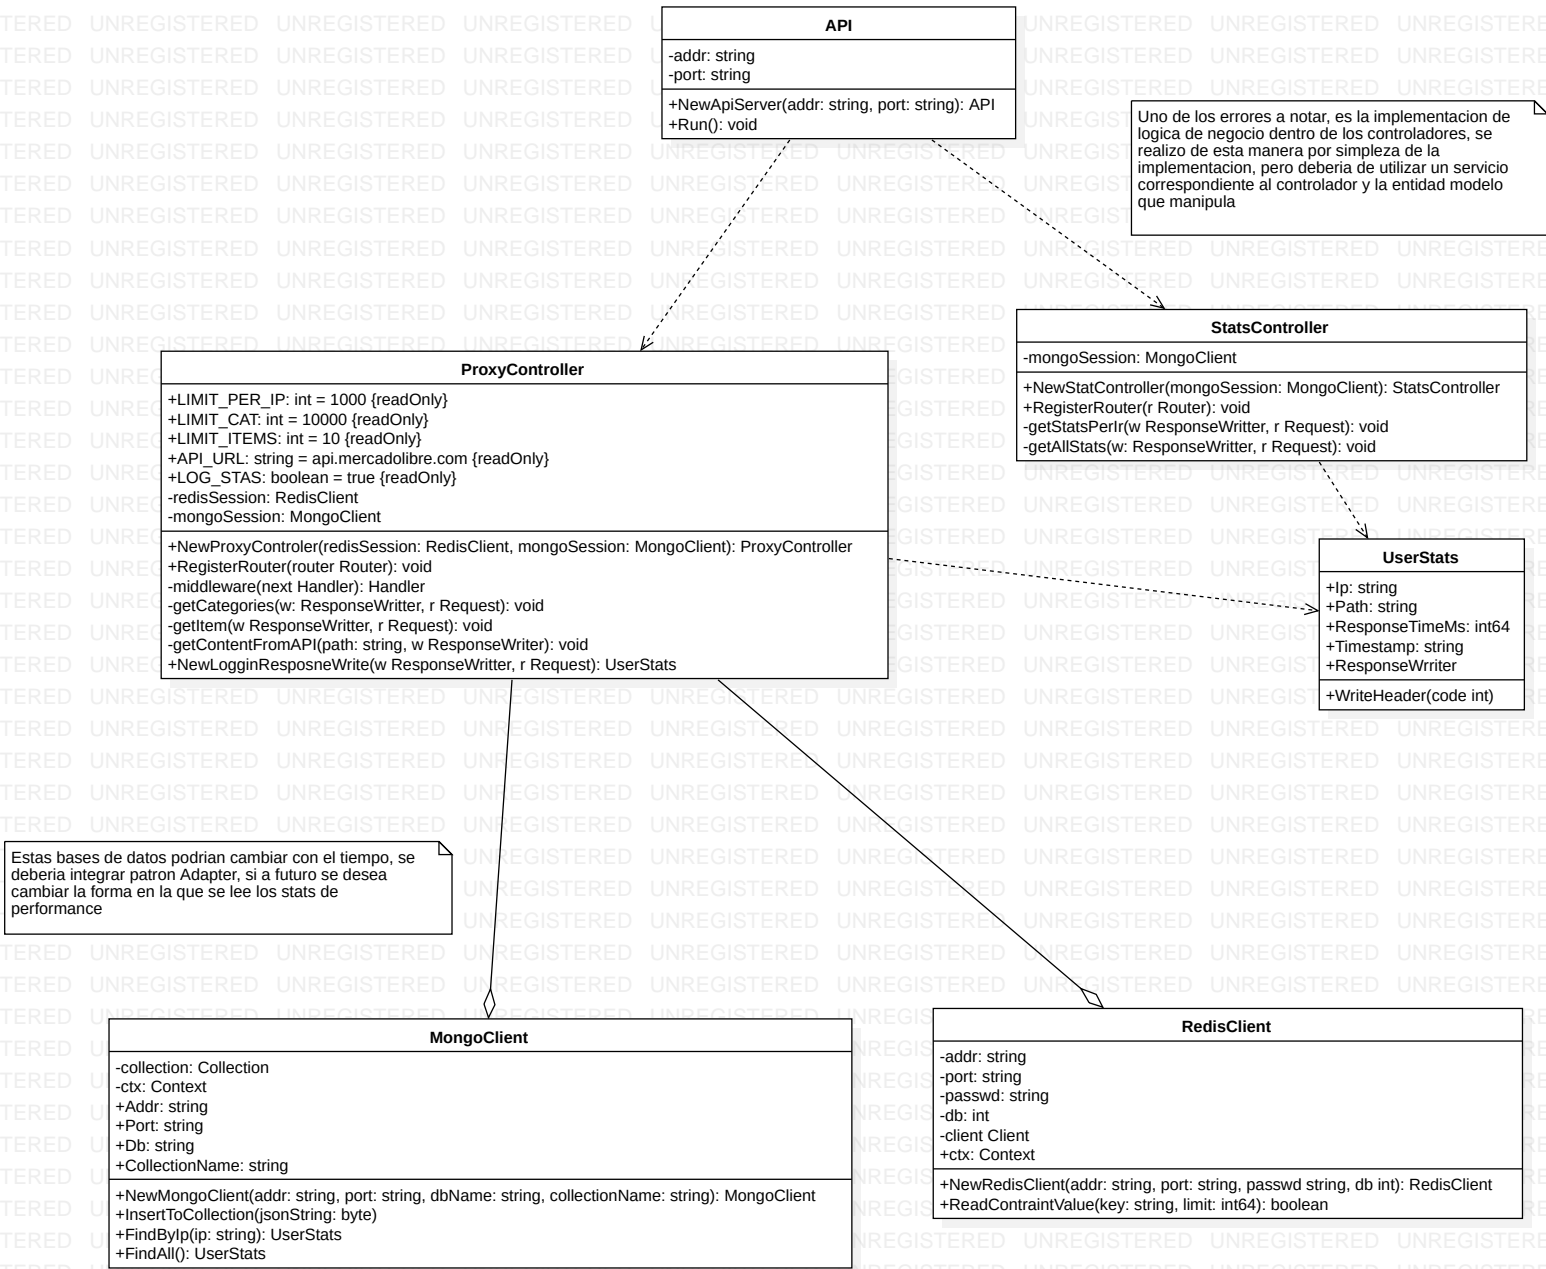 API
-addr: string
-port: string
+NewApiServer(addr: string, port: string): API
+Run(): void
Uno de los errores a notar, es la implementacion de
logica de negocio dentro de los controladores, se
realizo de esta manera por simpleza de la
implementacion, pero deberia de utilizar un servicio
correspondiente al controlador y la entidad modelo
que manipula
StatsController
-mongoSession: MongoClient
+NewStatController(mongoSession: MongoClient): StatsController
+RegisterRouter(r Router): void
-getStatsPerIr(w ResponseWritter, r Request): void
-getAllStats(w: ResponseWritter, r Request): void
ProxyController
+LIMIT_PER_IP: int = 1000 {readOnly}
+LIMIT_CAT: int = 10000 {readOnly}
+LIMIT_ITEMS: int = 10 {readOnly}
+API_URL: string = api.mercadolibre.com {readOnly}
+LOG_STAS: boolean = true {readOnly}
-redisSession: RedisClient
-mongoSession: MongoClient
+NewProxyControler(redisSession: RedisClient, mongoSession: MongoClient): ProxyController
+RegisterRouter(router Router): void
-middleware(next Handler): Handler
-getCategories(w: ResponseWritter, r Request): void
-getItem(w ResponseWritter, r Request): void
-getContentFromAPI(path: string, w ResponseWriter): void
+NewLogginResposneWrite(w ResponseWritter, r Request): UserStats
UserStats
+Ip: string
+Path: string
+ResponseTimeMs: int64
+Timestamp: string
+ResponseWrriter
+WriteHeader(code int)
Estas bases de datos podrian cambiar con el tiempo, se
deberia integrar patron Adapter, si a futuro se desea
cambiar la forma en la que se lee los stats de
performance
MongoClient
-collection: Collection
-ctx: Context
+Addr: string
+Port: string
+Db: string
+CollectionName: string
+NewMongoClient(addr: string, port: string, dbName: string, collectionName: string): MongoClient
+InsertToCollection(jsonString: byte)
+FindByIp(ip: string): UserStats
+FindAll(): UserStats
RedisClient
-addr: string
-port: string
-passwd: string
-db: int
-client Client
+ctx: Context
+NewRedisClient(addr: string, port: string, passwd string, db int): RedisClient
+ReadContraintValue(key: string, limit: int64): boolean
UNREGISTERED